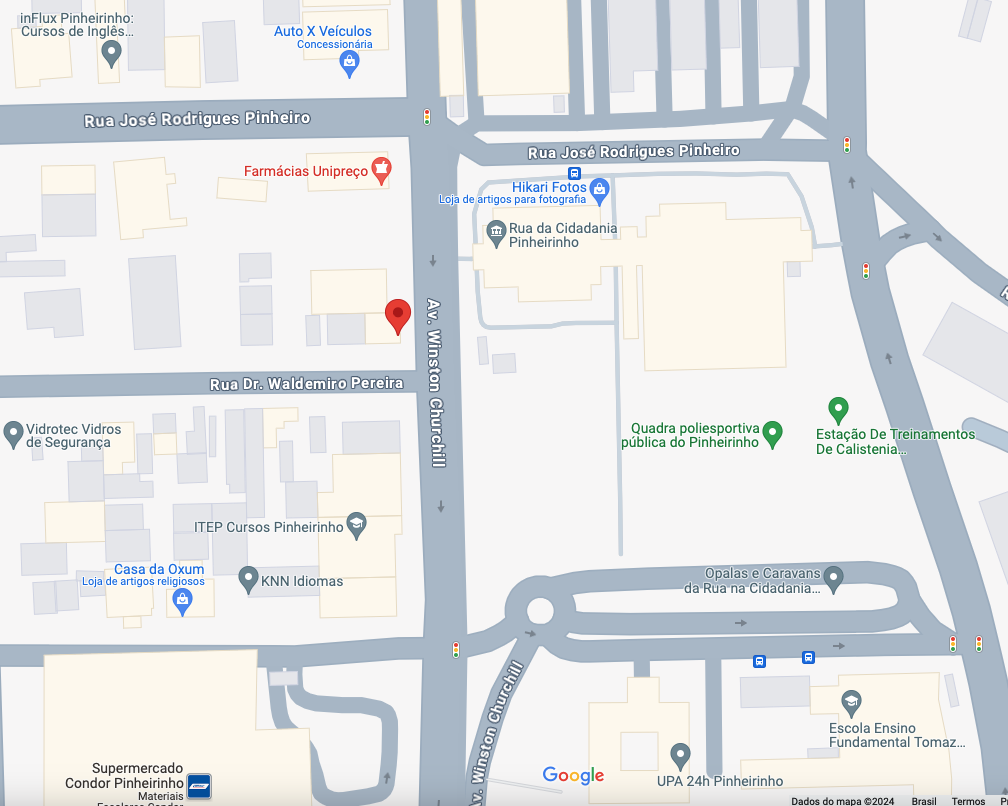 inFlux Pinheirinho:
Cursos de Inglês...
Auto X Veículos
Concessionária
Rua José Rodrigues Pinheiro
Rua José Rodrigues Pinheiro
Farmácias Unipreço
Hikari Fotos
Loja de artigos para fotografia
Rua da Cidadania
Pinheirinho
Av. Winston Churchill
Rua Dr. Waldemiro Pereira
Vidrotec Vidros
de Segurança
Quadra poliesportiva
pública do Pinheirinho
Estação De Treinamentos
De Calistenia...
ITEP Cursos Pinheirinho
Casa da Oxum
Loja de artigos religiosos
KNN Idiomas
Opalas e Caravans
da Rua na Cidadania...
Av. Winston Churchill
Escola Ensino
Fundamental Tomaz...
Supermercado
Condor Pinheirinho
Materiais
Google
UPA 24h Pinheirinho
Dados do mapa ©2024 Brasil Termos